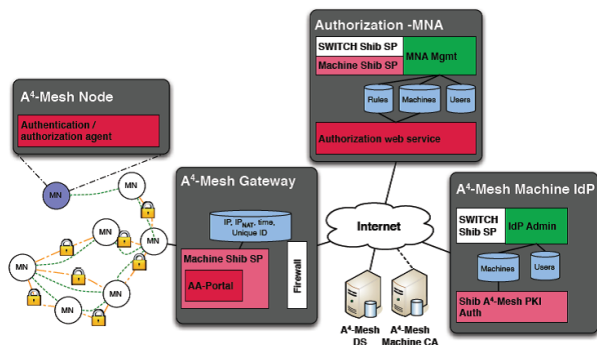 Authorization -MNA
SWITCH Shib SP
Machine Shib SP
MNA Mgmt
Rules
Machines
Users
Authorization web service
A⁴-Mesh Node
Authentication /
authorization agent
MN
MN
MN
MN
MN
MN
MN
MN
A⁴-Mesh Gateway
IP, IPNAT, time,
Unique ID
Machine Shib SP
AA-Portal
Firewall
Internet
A⁴-Mesh
DS
A⁴-Mesh
Machine CA
A⁴-Mesh Machine IdP
SWITCH
Shib SP
IdP Admin
Machines
Users
Shib A⁴-Mesh PKI
Auth